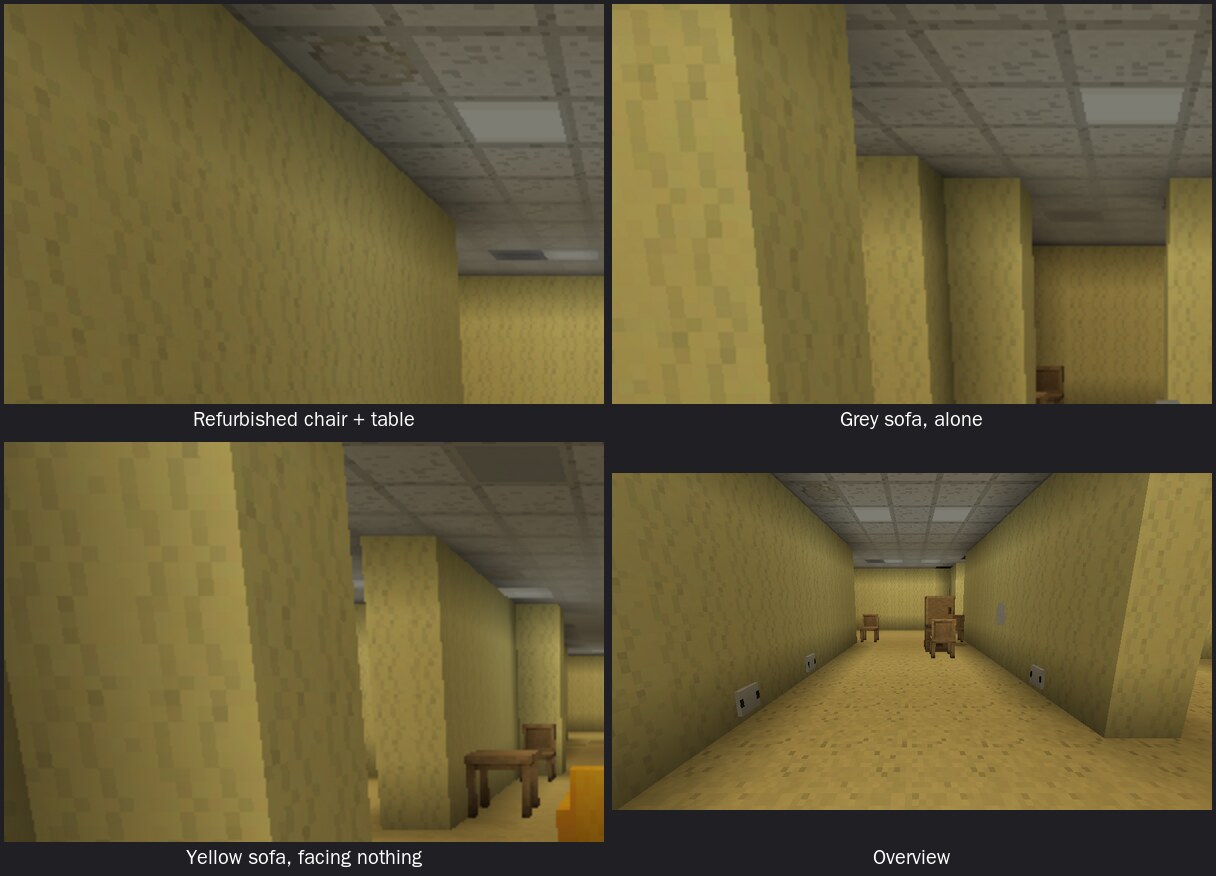 Refurbished chair + table
Grey sofa, alone
Yellow sofa, facing nothing
Overview